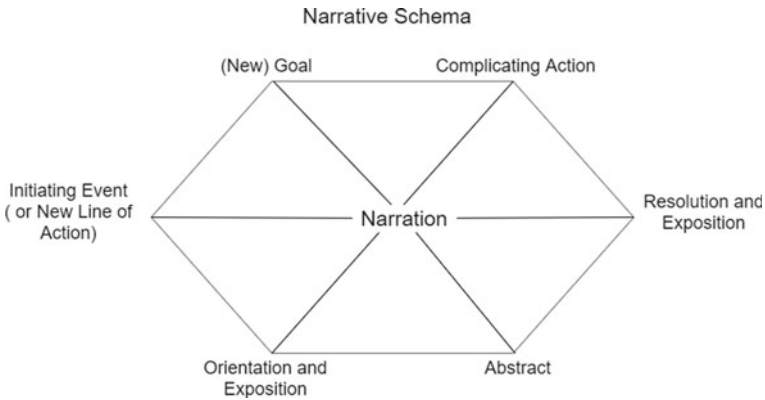 Narrative Schema
(New) Goal
Complicating Action
Initiating Event
( or New Line of
Action)
Narration
Resolution and
Exposition
Orientation and
Exposition
Abstract